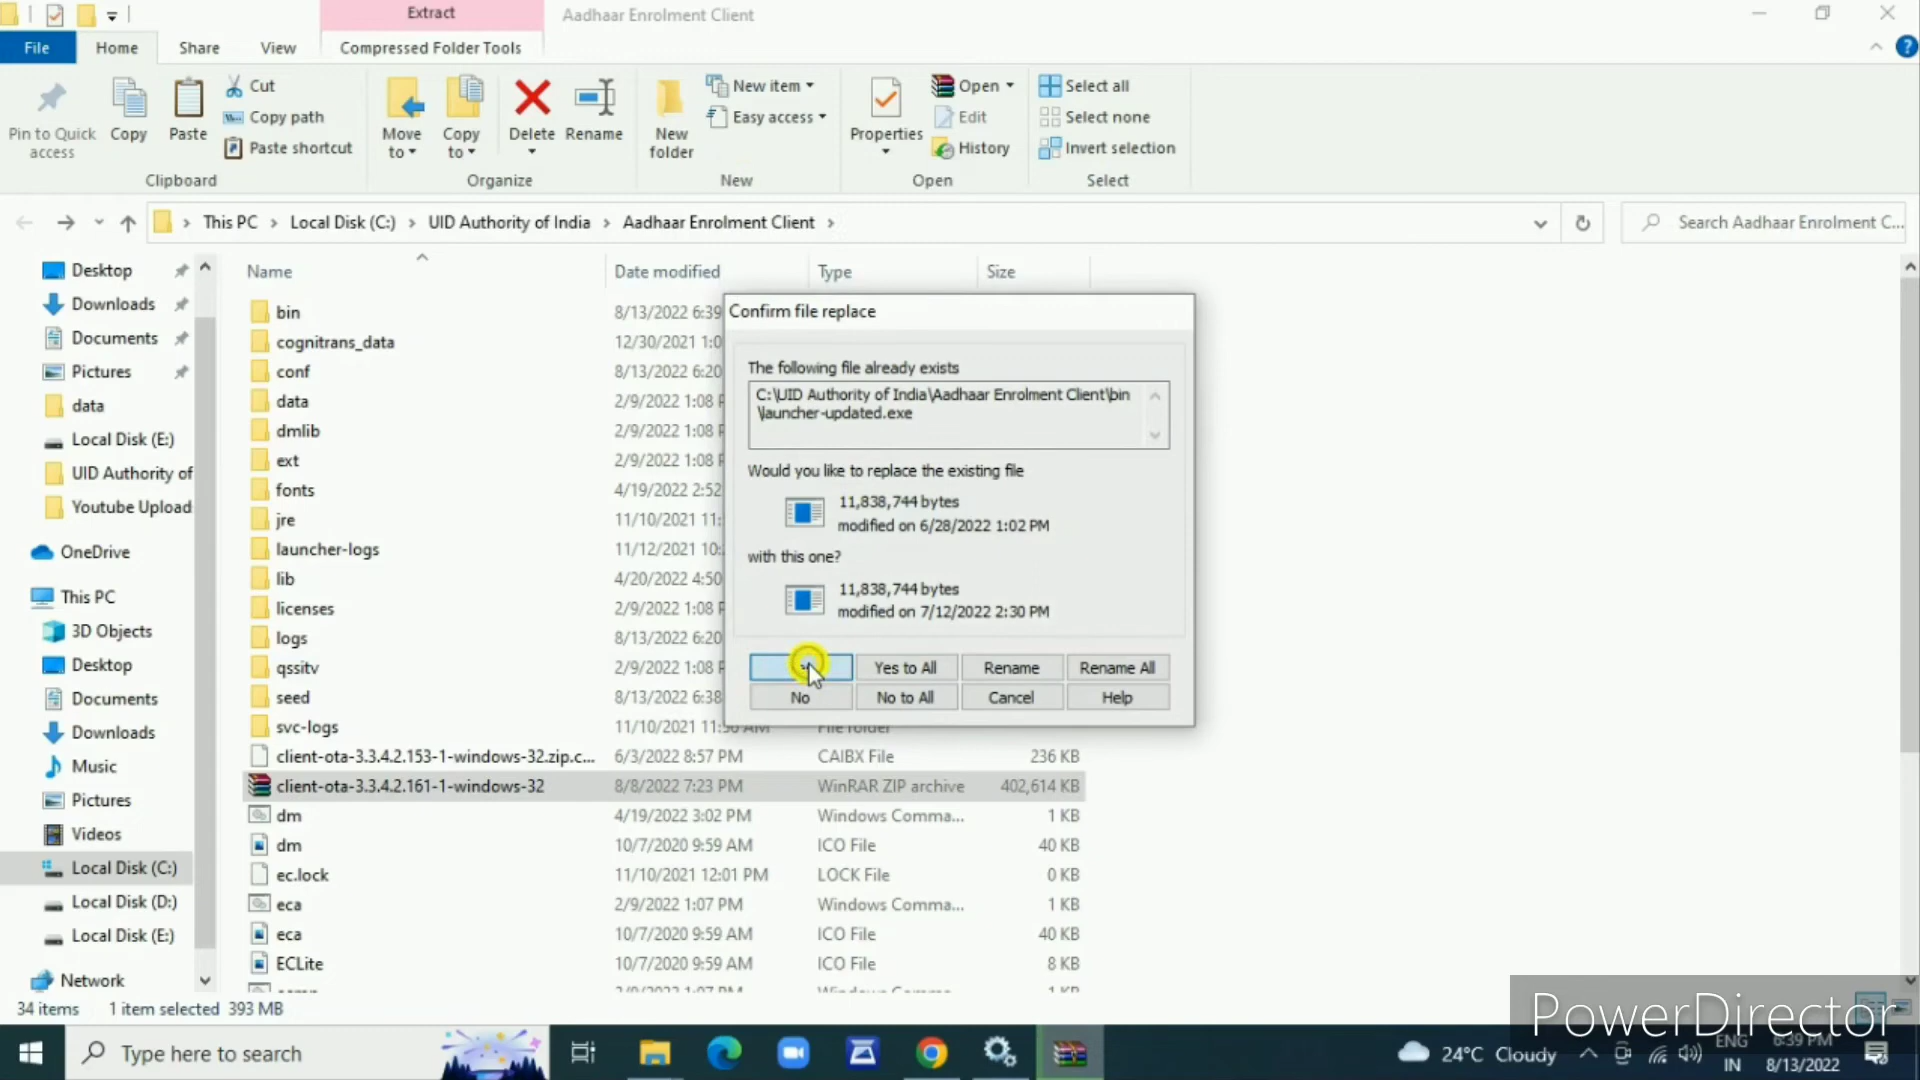 Extract
Aadhaar Enrolment Client
File
Home
Share
View
Compressed Folder Tools
Pin to Quick access
Copy
Paste
Cut
Copy path
Paste shortcut
Move to
Copy to
Delete
Rename
New folder
New item
Easy access
Properties
Open
Edit
History
Select all
Select none
Invert selection
Clipboard
Organize
New
Open
Select
This PC > Local Disk (C:) > UID Authority of India > Aadhaar Enrolment Client >
Search Aadhaar Enrolment C...
Desktop
Downloads
Documents
Pictures
data
Local Disk (E:)
UID Authority of
Youtube Upload
OneDrive
This PC
3D Objects
Desktop
Documents
Downloads
Music
Pictures
Videos
Local Disk (C:)
Local Disk (D:)
Local Disk (E:)
Network
Name Date modified Type Size
bin 8/13/2022 6:39
cognitrans_data 12/30/2021 1:0
conf 8/13/2022 6:20
data 2/9/2022 1:08 P
dmlib 2/9/2022 1:08 P
ext 2/9/2022 1:08 P
fonts 4/19/2022 2:52
jre 11/10/2021 11:
launcher-logs 11/12/2021 10:
lib 4/20/2022 4:50
licenses 2/9/2022 1:08 P
logs 8/13/2022 6:20
qssitv 2/9/2022 1:08 P
seed 8/13/2022 6:38
svc-logs 11/10/2021 11:56 AM File folder
client-ota-3.3.4.2.153-1-windows-32.zip.c... 6/3/2022 8:57 PM CAIBX File 236 KB
client-ota-3.3.4.2.161-1-windows-32 8/8/2022 7:23 PM WinRAR ZIP archive 402,614 KB
dm 4/19/2022 3:02 PM Windows Comma... 1 KB
dm 10/7/2020 9:59 AM ICO File 40 KB
ec.lock 11/10/2021 12:01 PM LOCK File 0 KB
eca 2/9/2022 1:07 PM Windows Comma... 1 KB
eca 10/7/2020 9:59 AM ICO File 40 KB
ECLite 10/7/2020 9:59 AM ICO File 8 KB
2/9/2022 1:07 PM Windows Comma... 1 KB
Confirm file replace
The following file already exists
C:\UID Authority of India\Aadhaar Enrolment Client\bin
\launcher-updated.exe
Would you like to replace the existing file
11,838,744 bytes
modified on 6/28/2022 1:02 PM
with this one?
11,838,744 bytes
modified on 7/12/2022 2:30 PM
Yes to All
Rename
Rename All
No
No to All
Cancel
Help
34 items 1 item selected 393 MB
PowerDirector
Type here to search
24°C Cloudy
ENG
IN
6:39 PM
8/13/2022